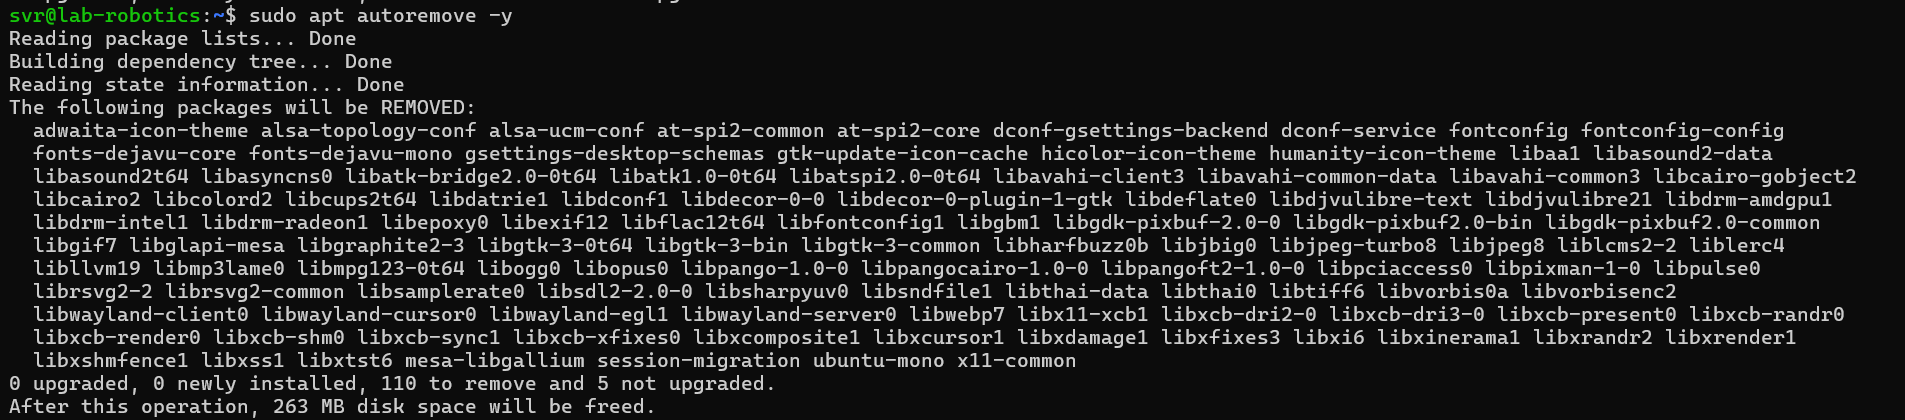 svr@lab-robotics:~$ sudo apt autoremove -y
Reading package lists... Done
Building dependency tree... Done
Reading state information... Done
The following packages will be REMOVED:
  adwaita-icon-theme alsa-topology-conf alsa-ucm-conf at-spi2-common at-spi2-core dconf-gsettings-backend dconf-service fontconfig fontconfig-config
  fonts-dejavu-core fonts-dejavu-mono gsettings-desktop-schemas gtk-update-icon-cache hicolor-icon-theme humanity-icon-theme libaa1 libasound2-data
  libasound2t64 libasyncns0 libatk-bridge2.0-0t64 libatk1.0-0t64 libatspi2.0-0t64 libavahi-client3 libavahi-common-data libavahi-common3 libcairo-gobject2
  libcairo2 libcolord2 libcups2t64 libdatrie1 libdconf1 libdecor-0-0 libdecor-0-plugin-1-gtk libdeflate0 libdjvulibre-text libdjvulibre21 libdrm-amdgpu1
  libdrm-intel1 libdrm-radeon1 libepoxy0 libexif12 libflac12t64 libfontconfig1 libgbm1 libgdk-pixbuf-2.0-0 libgdk-pixbuf2.0-bin libgdk-pixbuf2.0-common
  libgif7 libglapi-mesa libgraphite2-3 libgtk-3-0t64 libgtk-3-bin libgtk-3-common libharfbuzz0b libjbig0 libjpeg-turbo8 libjpeg8 liblcms2-2 liblerc4
  libllvm19 libmp3lame0 libmpg123-0t64 libogg0 libopus0 libpango-1.0-0 libpangocairo-1.0-0 libpangoft2-1.0-0 libpciaccess0 libpixman-1-0 libpulse0
  librsvg2-2 librsvg2-common libsamplerate0 libsdl2-2.0-0 libsharpyuv0 libsndfile1 libthai-data libthai0 libtiff6 libvorbis0a libvorbisenc2
  libwayland-client0 libwayland-cursor0 libwayland-egl1 libwayland-server0 libwebp7 libx11-xcb1 libxcb-dri2-0 libxcb-dri3-0 libxcb-present0 libxcb-randr0
  libxcb-render0 libxcb-shm0 libxcb-sync1 libxcb-xfixes0 libxcomposite1 libxcursor1 libxdamage1 libxfixes3 libxi6 libxinerama1 libxrandr2 libxrender1
  libxshmfence1 libxss1 libxtst6 mesa-libgallium session-migration ubuntu-mono x11-common
0 upgraded, 0 newly installed, 110 to remove and 5 not upgraded.
After this operation, 263 MB disk space will be freed.